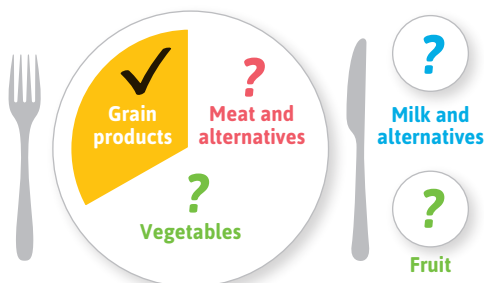 ?
Grain
products
Meat and
alternatives
?
Vegetables
?
Milk and
alternatives
?
Fruit